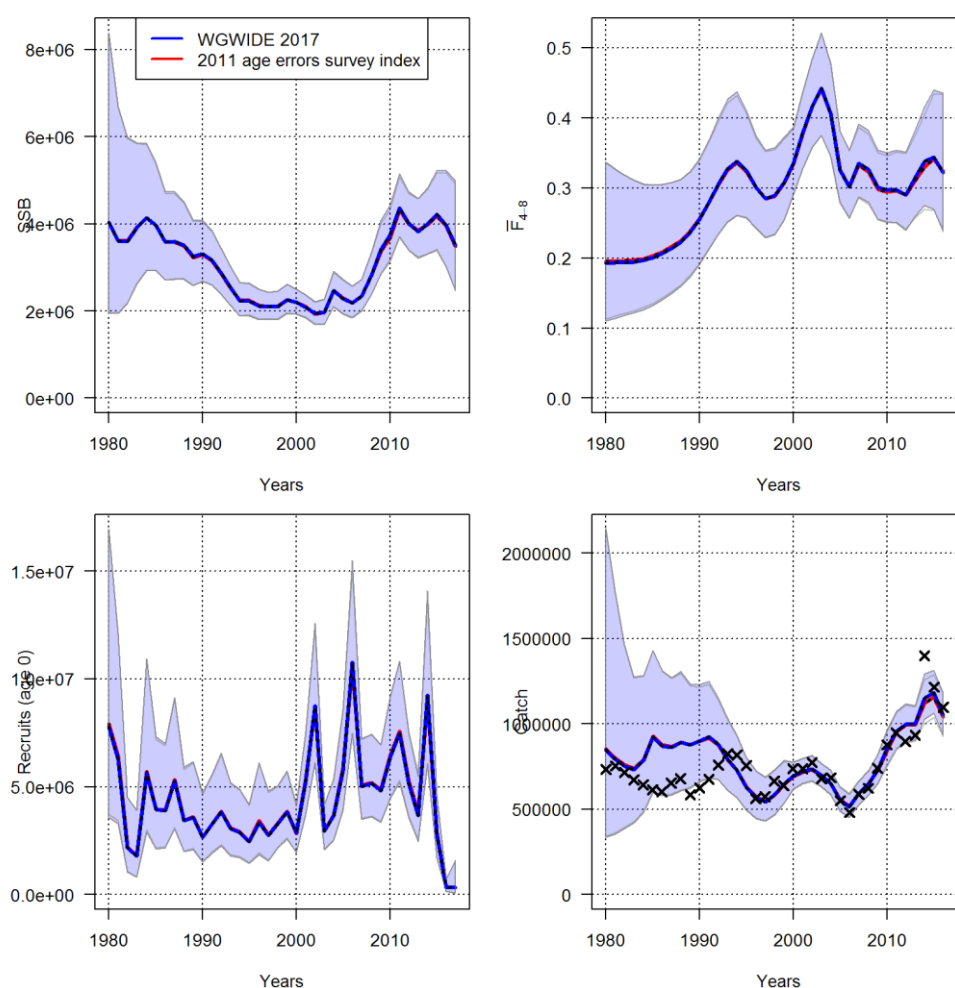 WGWIDE 2017
2011 age errors survey index
SSB
8e+06
6e+06
4e+06
2e+06
0e+00
1980 1990 2000 2010
Years
F̅4−8
0.5
0.4
0.3
0.2
0.1
0.0
1980 1990 2000 2010
Years
Recruits (age 0)
1.5e+07
1.0e+07
5.0e+06
0.0e+00
1980 1990 2000 2010
Years
Catch
2000000
1500000
1000000
500000
0
1980 1990 2000 2010
Years